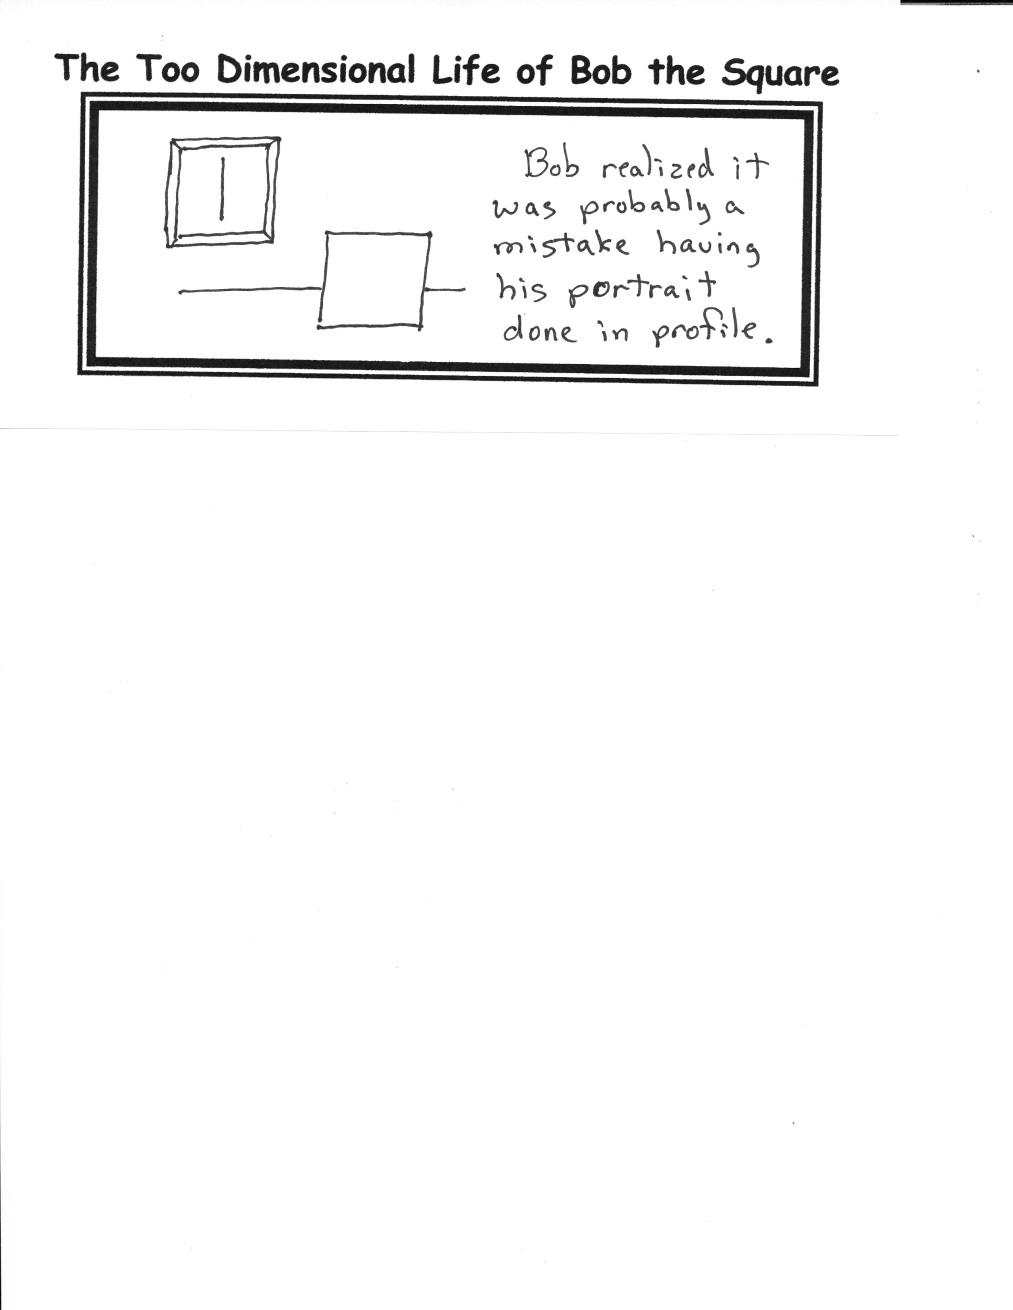 The Too Dimensional Life of Bob the Square
Bob realized it
was probably a
mistake having
his portrait
done in profile.